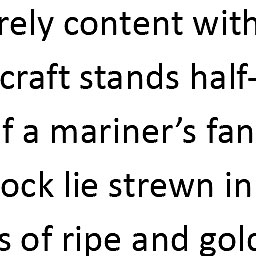 rely content with
craft stands half-
f a mariner's fan
ock lie strewn in
s of ripe and gold